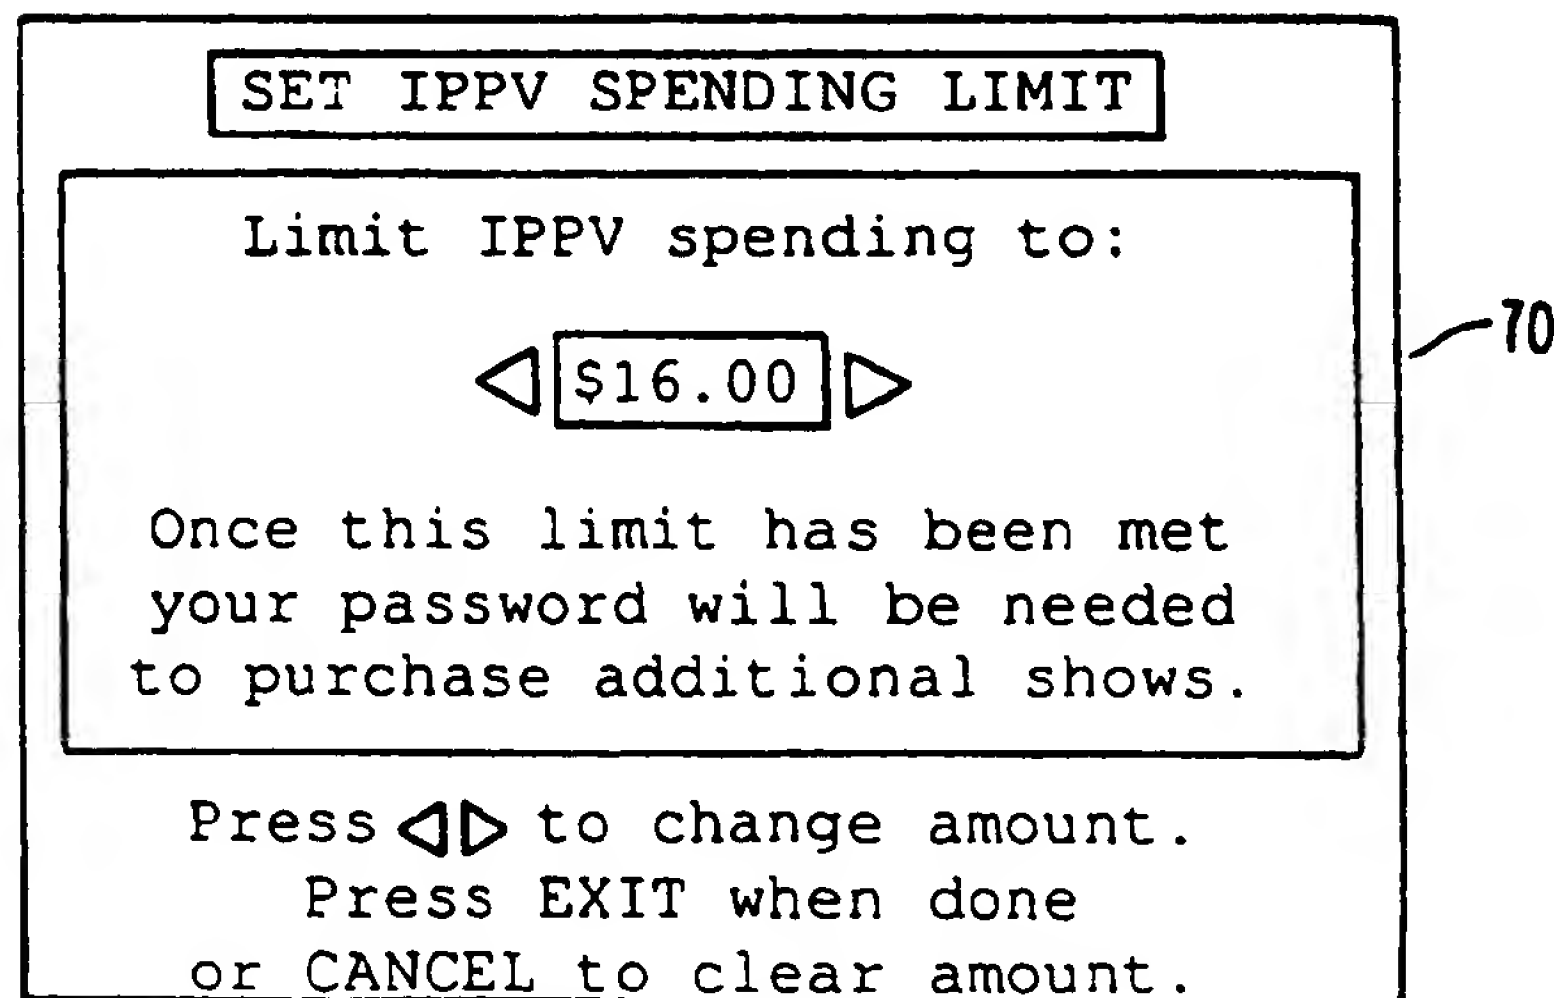 SET IPPV SPENDING LIMIT
Limit IPPV spending to:
$16.00
70
Once this limit has been met
your password will be needed
to purchase additional shows.
Press ◁▷ to change amount.
Press EXIT when done
or CANCEL to clear amount.